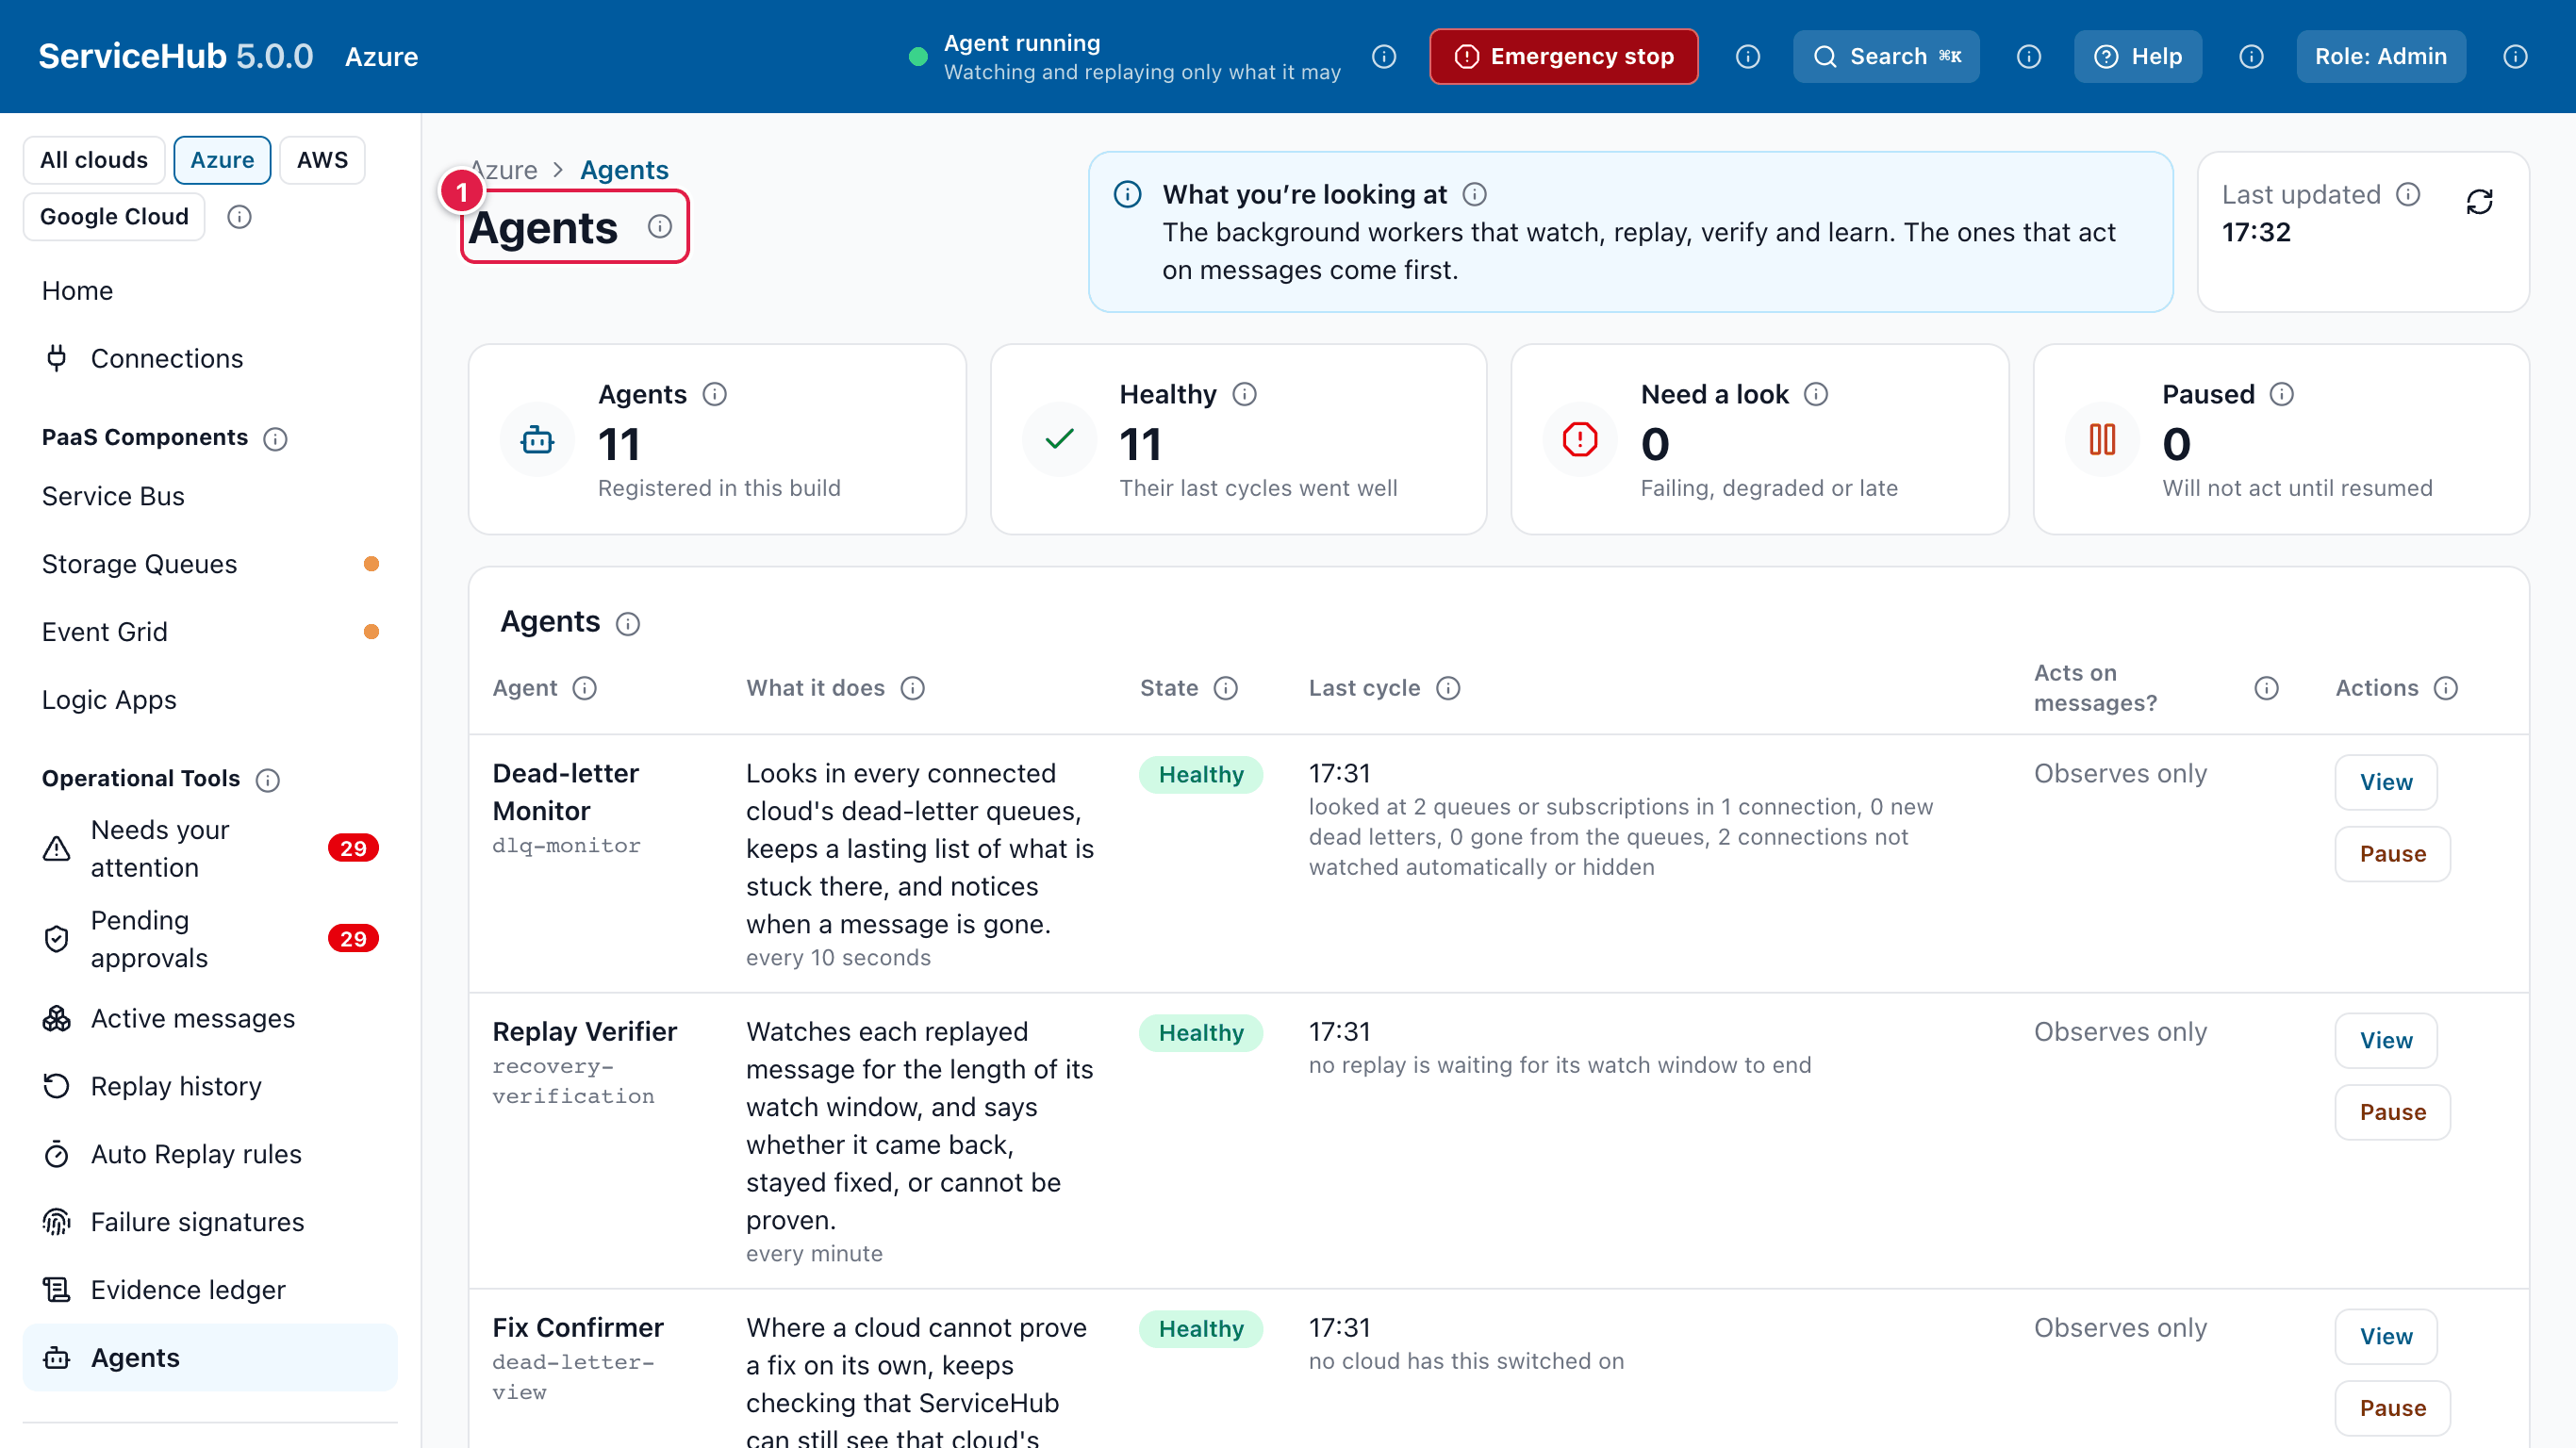 ServiceHub 5.0.0 Azure
Agent running
Watching and replaying only what it may
Emergency stop
Search ⌘K
Help
Role: Admin
All clouds
Azure
AWS
Google Cloud
Home
Connections
PaaS Components
Service Bus
Storage Queues
Event Grid
Logic Apps
Operational Tools
Needs your
attention
29
Pending
approvals
29
Active messages
Replay history
Auto Replay rules
Failure signatures
Evidence ledger
Agents
Azure > Agents
1
Agents
What you’re looking at
The background workers that watch, replay, verify and learn. The ones that act
on messages come first.
Last updated
17:32
Agents
11
Registered in this build
Healthy
11
Their last cycles went well
Need a look
0
Failing, degraded or late
Paused
0
Will not act until resumed
Agents
Agent
What it does
State
Last cycle
Acts on
messages?
Actions
Dead-letter
Monitor
dlq-monitor
Looks in every connected
cloud's dead-letter queues,
keeps a lasting list of what is
stuck there, and notices
when a message is gone.
every 10 seconds
Healthy
17:31
looked at 2 queues or subscriptions in 1 connection, 0 new
dead letters, 0 gone from the queues, 2 connections not
watched automatically or hidden
Observes only
View
Pause
Replay Verifier
recovery-
verification
Watches each replayed
message for the length of its
watch window, and says
whether it came back,
stayed fixed, or cannot be
proven.
every minute
Healthy
17:31
no replay is waiting for its watch window to end
Observes only
View
Pause
Fix Confirmer
dead-letter-
view
Where a cloud cannot prove
a fix on its own, keeps
checking that ServiceHub
can still see that cloud's
Healthy
17:31
no cloud has this switched on
Observes only
View
Pause